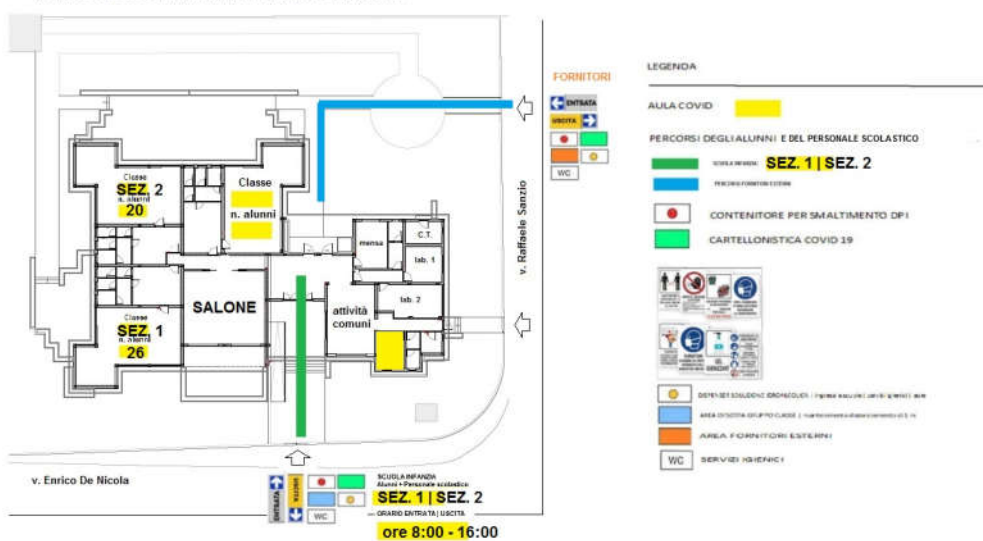 FORNITORI
ENTRATA
USCITA
WC
v. Raffaele Sanzio
Classe
SEZ. 2
n. alunni
20
Classe
n. alunni
mensa
C.T.
lab. 1
lab. 2
attività
comuni
SALONE
Classe
SEZ. 1
n. alunni
26
v. Enrico De Nicola
ENTRATA
USCITA
WC
SCUOLA INFANZIA
Alunni + Personale scolastico
SEZ. 1 | SEZ. 2
ORARIO ENTRATA | USCITA
ore 8:00 - 16:00
LEGENDA
AULA COVID
PERCORSI DEGLI ALUNNI E DEL PERSONALE SCOLASTICO
SCUOLA INFANZIA: SEZ. 1 | SEZ. 2
PERCORSO FORNITORI ESTERNI
CONTENITORE PER SMALTIMENTO DPI
CARTELLONISTICA COVID 19
AREA FORNITORI ESTERNI
WC SERVIZI IGIENICI